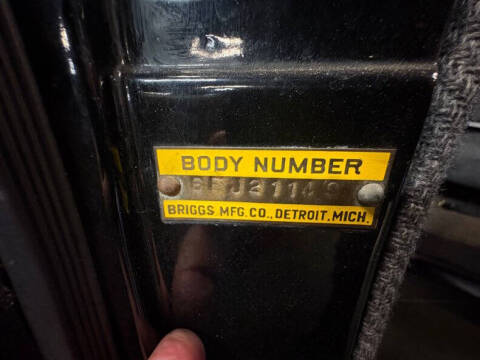 BODY NUMBER
BRIGGS MFG. CO., DETROIT. MICH.